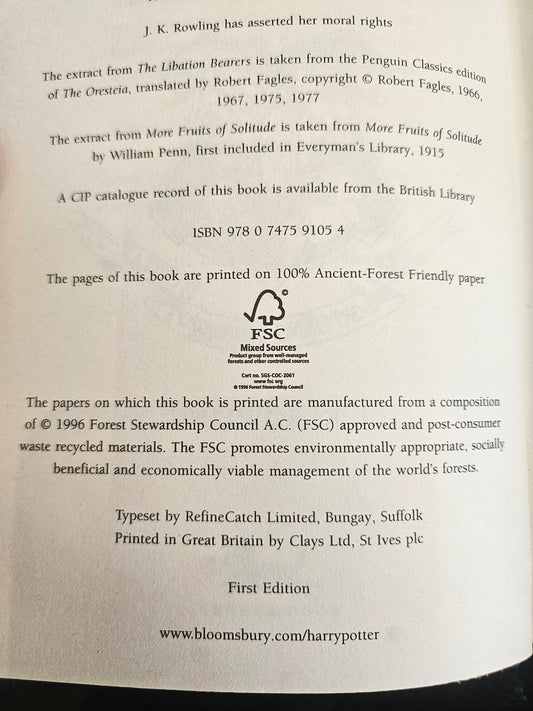 J. K. Rowling has asserted her moral rights
The extract from The Libation Bearers is taken from the Penguin Classics edition
of The Oresteia, translated by Robert Fagles, copyright © Robert Fagles, 1966,
1967, 1975, 1977
The extract from More Fruits of Solitude is taken from More Fruits of Solitude
by William Penn, first included in Everyman's Library, 1915
A CIP catalogue record of this book is available from the British Library
ISBN 978 0 7475 9105 4
The pages of this book are printed on 100% Ancient-Forest Friendly paper
©
FSC
Mixed Sources
Product group from well-managed
forests and other controlled sources
Cert no. SGS-COC-2061
www.fsc.org
© 1996 Forest Stewardship Council
The papers on which this book is printed are manufactured from a composition
of © 1996 Forest Stewardship Council A.C. (FSC) approved and post-consumer
waste recycled materials. The FSC promotes environmentally appropriate, socially
beneficial and economically viable management of the world's forests.
Typeset by RefineCatch Limited, Bungay, Suffolk
Printed in Great Britain by Clays Ltd, St Ives plc
First Edition
www.bloomsbury.com/harrypotter